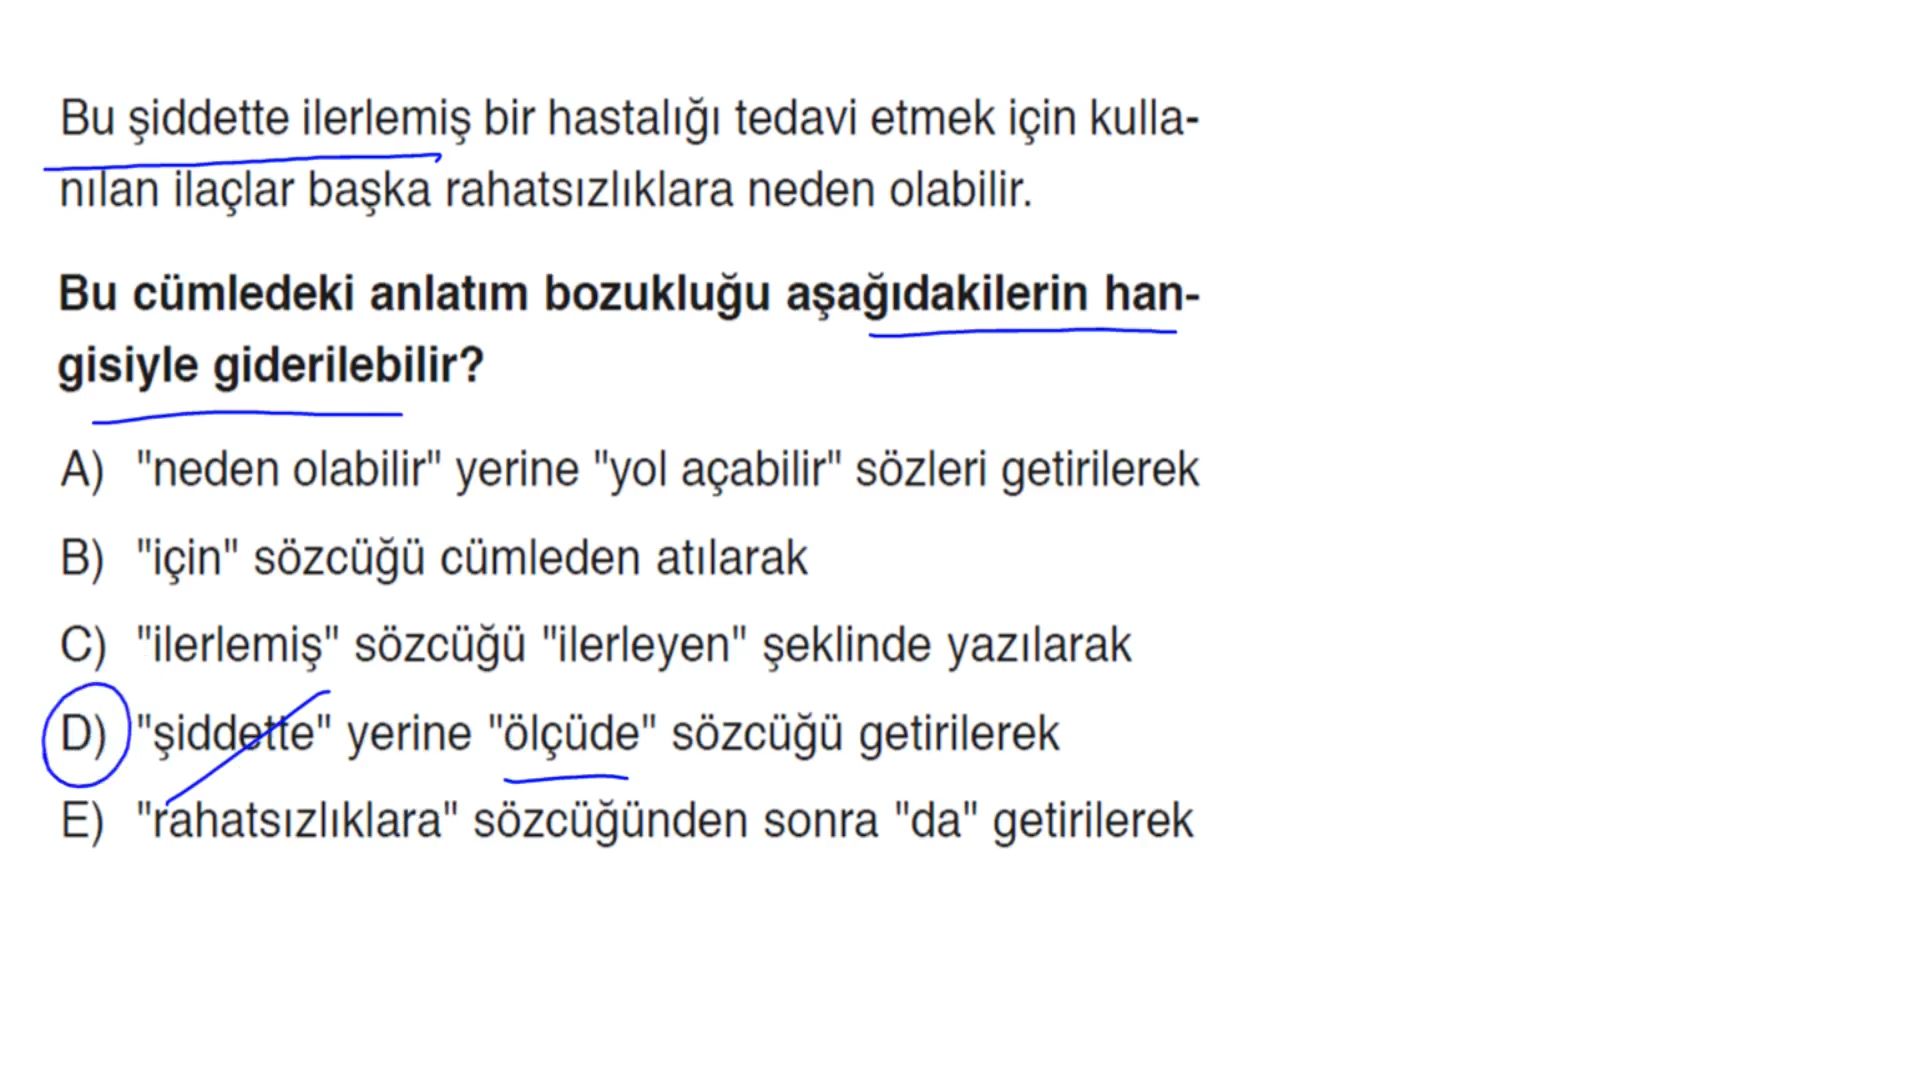 Bu şiddette ilerlemiş bir hastalığı tedavi etmek için kulla-
nılan ilaçlar başka rahatsızlıklara neden olabilir.
Bu cümledeki anlatım bozukluğu aşağıdakilerin han-
gisiyle giderilebilir?
A) "neden olabilir" yerine "yol açabilir" sözleri getirilerek
B) "için" sözcüğü cümleden atılarak
C) "ilerlemiş" sözcüğü "ilerleyen" şeklinde yazılarak
D) "şiddette" yerine "ölçüde" sözcüğü getirilerek
E) "rahatsızlıklara" sözcüğünden sonra "da" getirilerek